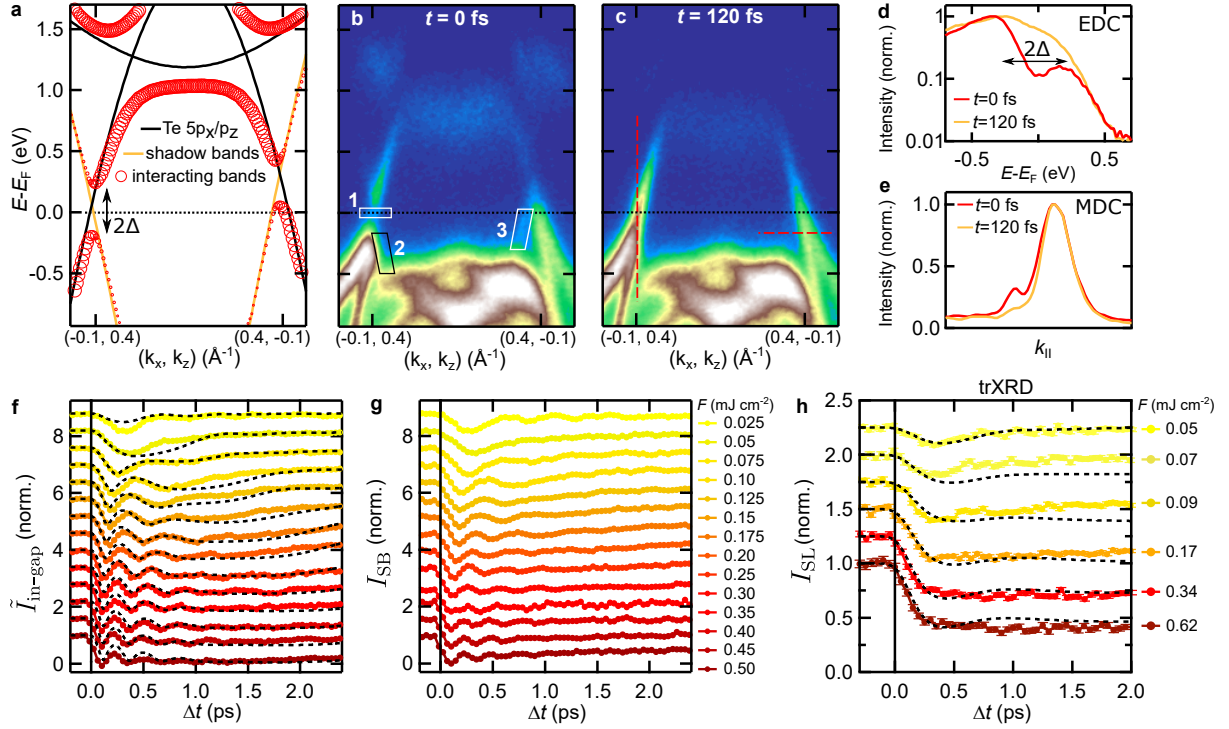 a
E-E_F (eV)
1.5
1.0
0.5
0.0
-0.5
Te 5p_X/p_Z
shadow bands
interacting bands
2Δ
(-0.1, 0.4)
(0.4, -0.1)
(k_x, k_z) (Å⁻¹)
b
t = 0 fs
1
2
3
(-0.1, 0.4)
(0.4, -0.1)
(k_x, k_z) (Å⁻¹)
c
t = 120 fs
(-0.1, 0.4)
(0.4, -0.1)
(k_x, k_z) (Å⁻¹)
d
EDC
Intensity (norm.)
1
0.1
0.01
2Δ
t=0 fs
t=120 fs
-0.5
0.5
E-E_F (eV)
e
MDC
Intensity (norm.)
1.0
0.5
0.0
t=0 fs
t=120 fs
k_II
f
Ĩ_in-gap (norm.)
8
6
4
2
0
0.0
0.5
1.0
1.5
2.0
Δt (ps)
g
I_SB (norm.)
8
6
4
2
0
0.0
0.5
1.0
1.5
2.0
Δt (ps)
F (mJ cm⁻²)
0.025
0.05
0.075
0.10
0.125
0.15
0.175
0.20
0.25
0.30
0.35
0.40
0.45
0.50
h
trXRD
I_SL (norm.)
2.5
2.0
1.5
1.0
0.5
0.0
0.0
0.5
1.0
1.5
2.0
Δt (ps)
F (mJ cm⁻²)
0.05
0.07
0.09
0.17
0.34
0.62